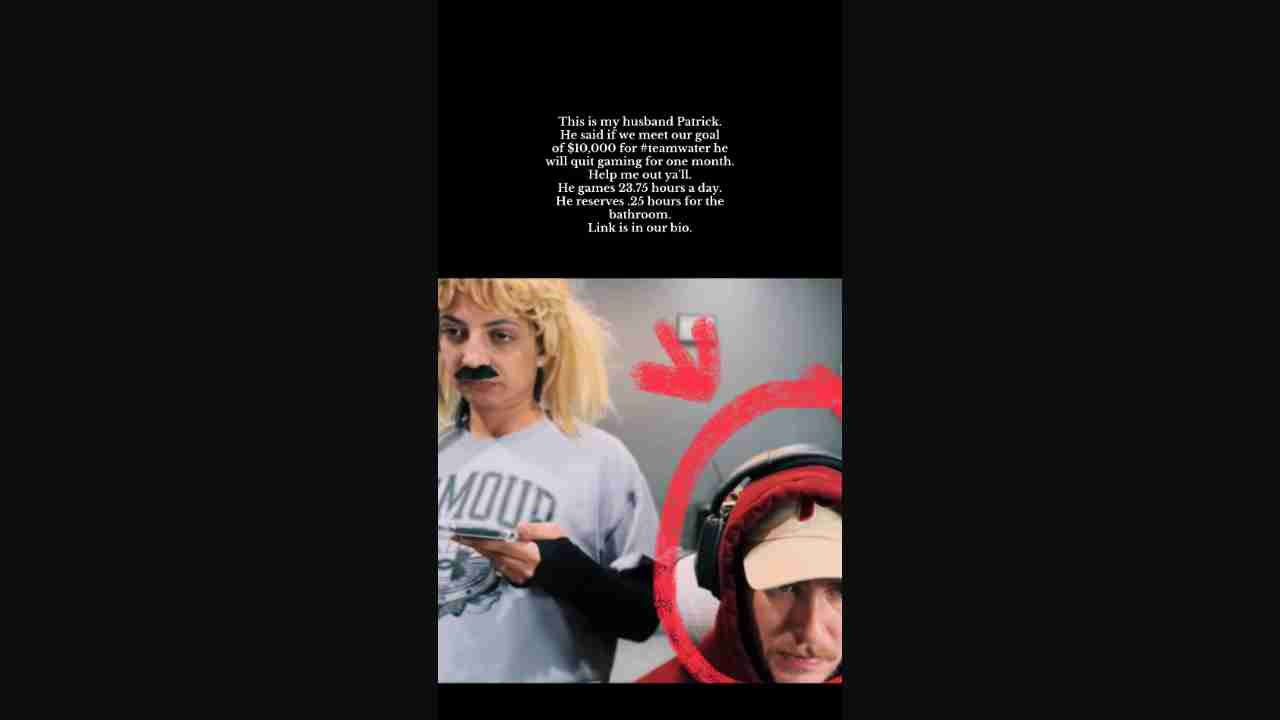 This is my husband Patrick.
He said if we meet our goal
of $10,000 for #teamwater he
will quit gaming for one month.
Help me out ya'll.
He games 23.75 hours a day.
He reserves .25 hours for the
bathroom.
Link is in our bio.